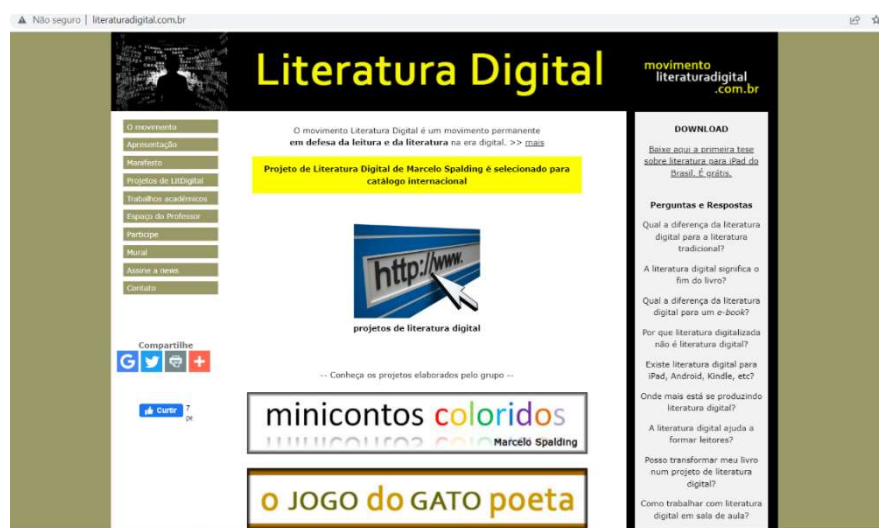 Não seguro | literaturadigital.com.br
Literatura Digital
movimento
literaturadigital
.com.br
O movimento
Apresentação
Manifesto
Projetos de LitDigital
Trabalhos acadêmicos
Espaço do Professor
Participe
Mural
Assine a news
Contato
Compartilhe
Curtir 7
O movimento Literatura Digital é um movimento permanente
em defesa da leitura e da literatura na era digital. >> mais
Projeto de Literatura Digital de Marcelo Spalding é selecionado para
catálogo internacional
http://www.
projetos de literatura digital
-- Conheça os projetos elaborados pelo grupo --
minicontos coloridos
Marcelo Spalding
o JOGO do GATO poeta
DOWNLOAD
Baixe aqui a primeira tese
sobre literatura para iPad do
Brasil. É grátis.
Perguntas e Respostas
Qual a diferença da literatura
digital para a literatura
tradicional?
A literatura digital significa o
fim do livro?
Qual a diferença da literatura
digital para um e-book?
Por que literatura digitalizada
não é literatura digital?
Existe literatura digital para
iPad, Android, Kindle, etc?
Onde mais está se produzindo
literatura digital?
A literatura digital ajuda a
formar leitores?
Posso transformar meu livro
num projeto de literatura
digital?
Como trabalhar com literatura
digital em sala de aula?